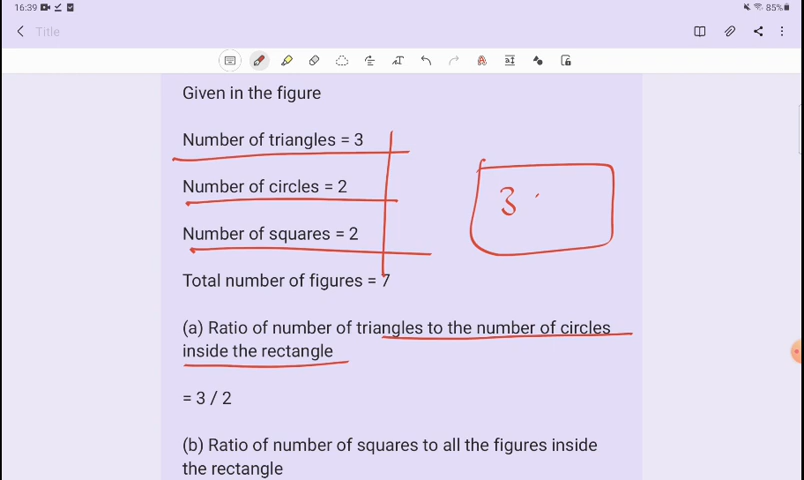 16:39
85%
Title
Given in the figure
Number of triangles = 3
Number of circles = 2
3
Number of squares = 2
Total number of figures = 7
(a) Ratio of number of triangles to the number of circles
inside the rectangle
= 3 / 2
(b) Ratio of number of squares to all the figures inside
the rectangle